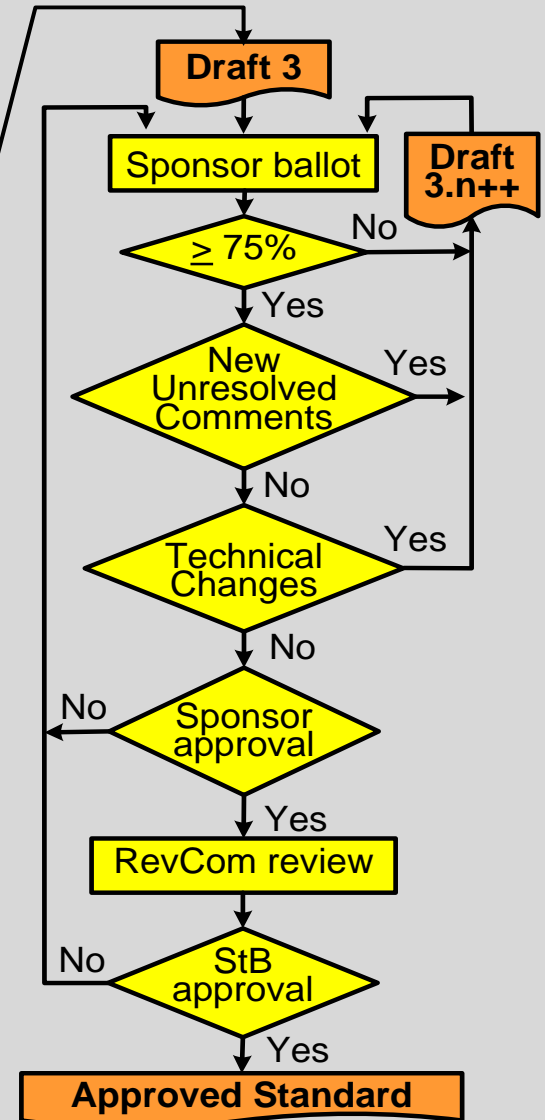 Draft 3
Sponsor ballot
Draft
3.n++
≥ 75%
No
Yes
New
Unresolved
Comments
Yes
No
Technical
Changes
Yes
No
Sponsor
approval
No
Yes
RevCom review
StB
approval
No
Yes
Approved Standard